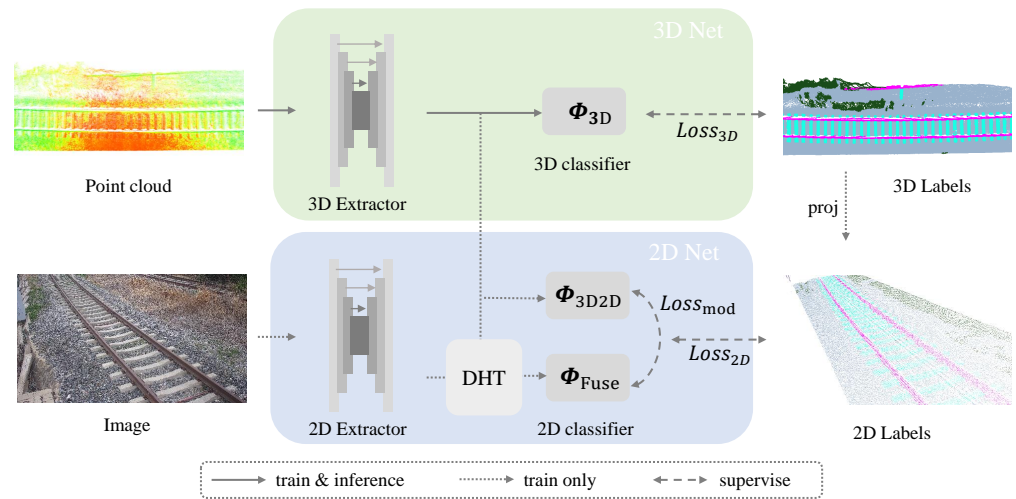 3D Net
Φ3D
Loss3D
3D classifier
Point cloud
3D Extractor
3D Labels
proj
2D Net
Φ3D2D
Lossmod
Loss2D
DHT
ΦFuse
Image
2D Extractor
2D classifier
2D Labels
train & inference
train only
supervise